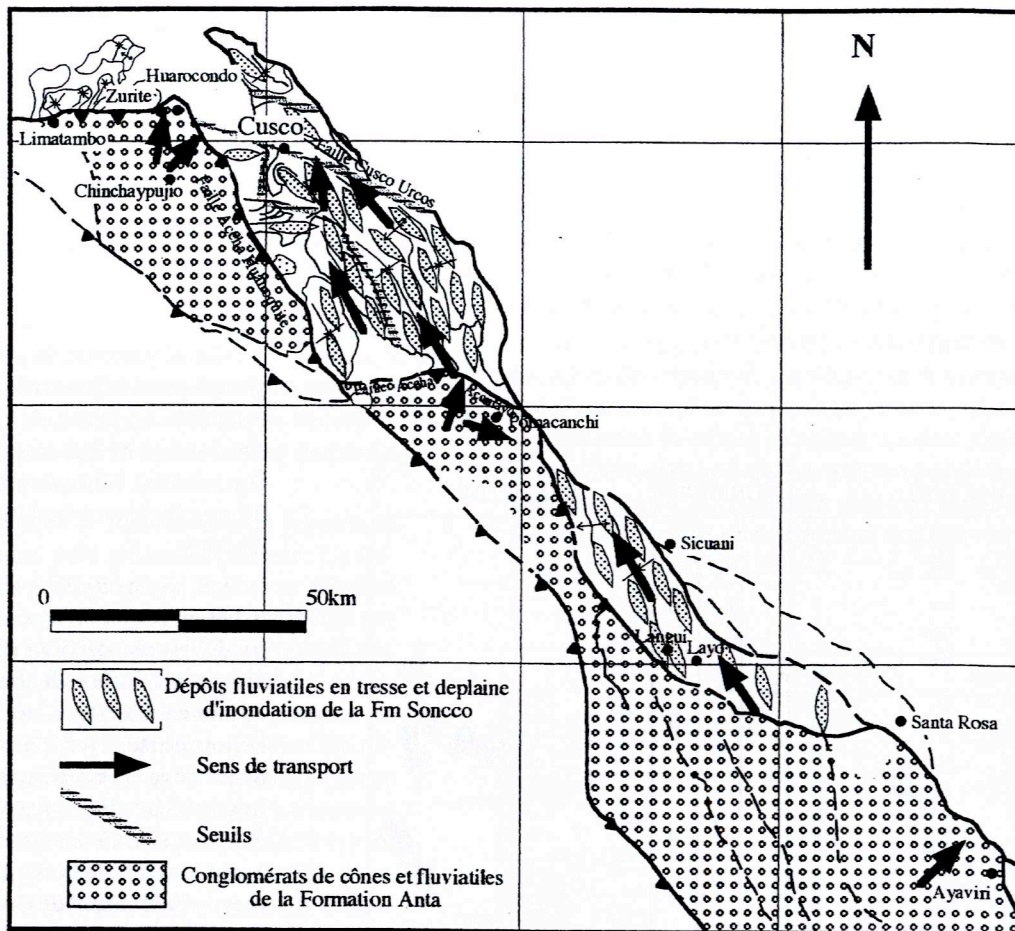 N
Huarocondo
Zurite
Cusco
Limatambo
Faille Cusco Urcos
Chinchaypujio
Pomacanchi
Sicuani
0
50km
Langui
Layo
Dépôts fluviatiles en tresse et deplaine
d'inondation de la Fm Soncco
Santa Rosa
Sens de transport
Seuils
Conglomérats de cônes et fluviatiles
de la Formation Anta
Ayaviri